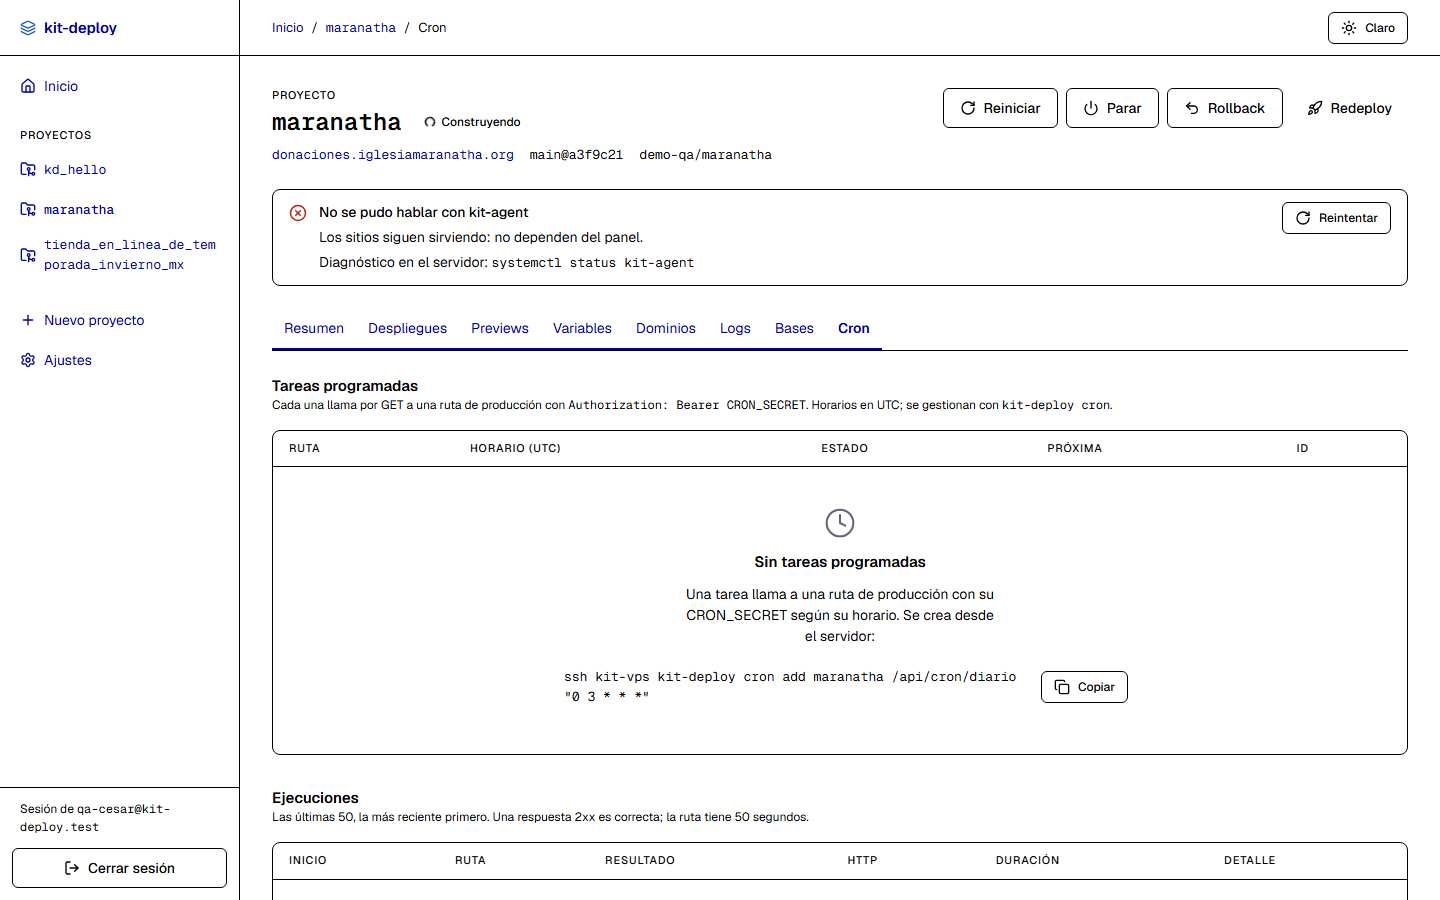 kit-deploy
Inicio / maranatha / Cron
Claro
Inicio
PROYECTOS
kd_hello
maranatha
tienda_en_linea_de_tem
porada_invierno_mx
Nuevo proyecto
Ajustes
Sesión de qa-cesar@kit-
deploy.test
Cerrar sesión
PROYECTO
maranatha Construyendo
Reiniciar Parar Rollback Redeploy
donaciones.iglesiamaranatha.org main@a3f9c21 demo-qa/maranatha
No se pudo hablar con kit-agent
Los sitios siguen sirviendo: no dependen del panel.
Diagnóstico en el servidor: systemctl status kit-agent
Reintentar
Resumen Despliegues Previews Variables Dominios Logs Bases Cron
Tareas programadas
Cada una llama por GET a una ruta de producción con Authorization: Bearer CRON_SECRET. Horarios en UTC; se gestionan con kit-deploy cron.
RUTA HORARIO (UTC) ESTADO PRÓXIMA ID
Sin tareas programadas
Una tarea llama a una ruta de producción con su
CRON_SECRET según su horario. Se crea desde
el servidor:
ssh kit-vps kit-deploy cron add maranatha /api/cron/diario
"0 3 * * *"
Copiar
Ejecuciones
Las últimas 50, la más reciente primero. Una respuesta 2xx es correcta; la ruta tiene 50 segundos.
INICIO RUTA RESULTADO HTTP DURACIÓN DETALLE